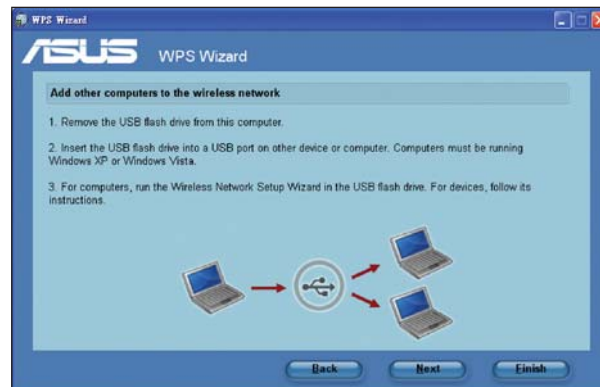 WPS Wizard
ASUS WPS Wizard
Add other computers to the wireless network
1. Remove the USB flash drive from this computer.
2. Insert the USB flash drive into a USB port on other device or computer. Computers must be running
Windows XP or Windows Vista.
3. For computers, run the Wireless Network Setup Wizard in the USB flash drive. For devices, follow its
instructions.
Back Next Finish